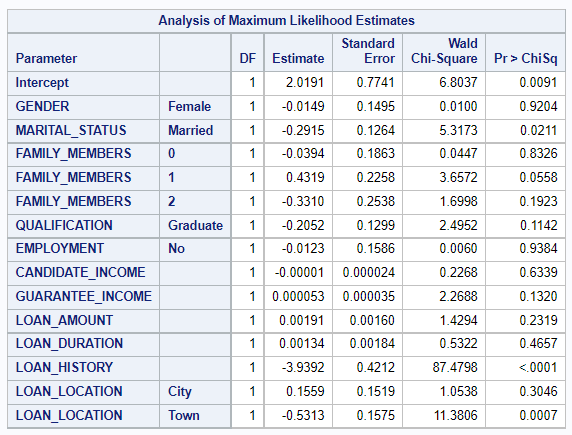 Analysis of Maximum Likelihood Estimates
Parameter DF Estimate Standard Error Wald Chi-Square Pr > ChiSq
Intercept 1 2.0191 0.7741 6.8037 0.0091
GENDER Female 1 -0.0149 0.1495 0.0100 0.9204
MARITAL_STATUS Married 1 -0.2915 0.1264 5.3173 0.0211
FAMILY_MEMBERS 0 1 -0.0394 0.1863 0.0447 0.8326
FAMILY_MEMBERS 1 1 0.4319 0.2258 3.6572 0.0558
FAMILY_MEMBERS 2 1 -0.3310 0.2538 1.6998 0.1923
QUALIFICATION Graduate 1 -0.2052 0.1299 2.4952 0.1142
EMPLOYMENT No 1 -0.0123 0.1586 0.0060 0.9384
CANDIDATE_INCOME 1 -0.00001 0.000024 0.2268 0.6339
GUARANTEE_INCOME 1 0.000053 0.000035 2.2688 0.1320
LOAN_AMOUNT 1 0.00191 0.00160 1.4294 0.2319
LOAN_DURATION 1 0.00134 0.00184 0.5322 0.4657
LOAN_HISTORY 1 -3.9392 0.4212 87.4798 <.0001
LOAN_LOCATION City 1 0.1559 0.1519 1.0538 0.3046
LOAN_LOCATION Town 1 -0.5313 0.1575 11.3806 0.0007